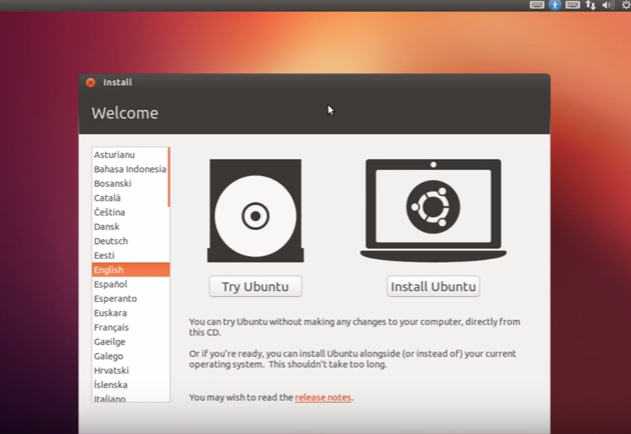 Install
Welcome
Asturianu
Bahasa Indonesia
Bosanski
Català
Čeština
Dansk
Deutsch
Eesti
English
Español
Esperanto
Euskara
Français
Gaeilge
Galego
Hrvatski
Íslenska
Italiano
Try Ubuntu
Install Ubuntu
You can try Ubuntu without making any changes to your computer, directly from
this CD.
Or if you're ready, you can install Ubuntu alongside (or instead of) your current
operating system. This shouldn't take too long.
You may wish to read the release notes.